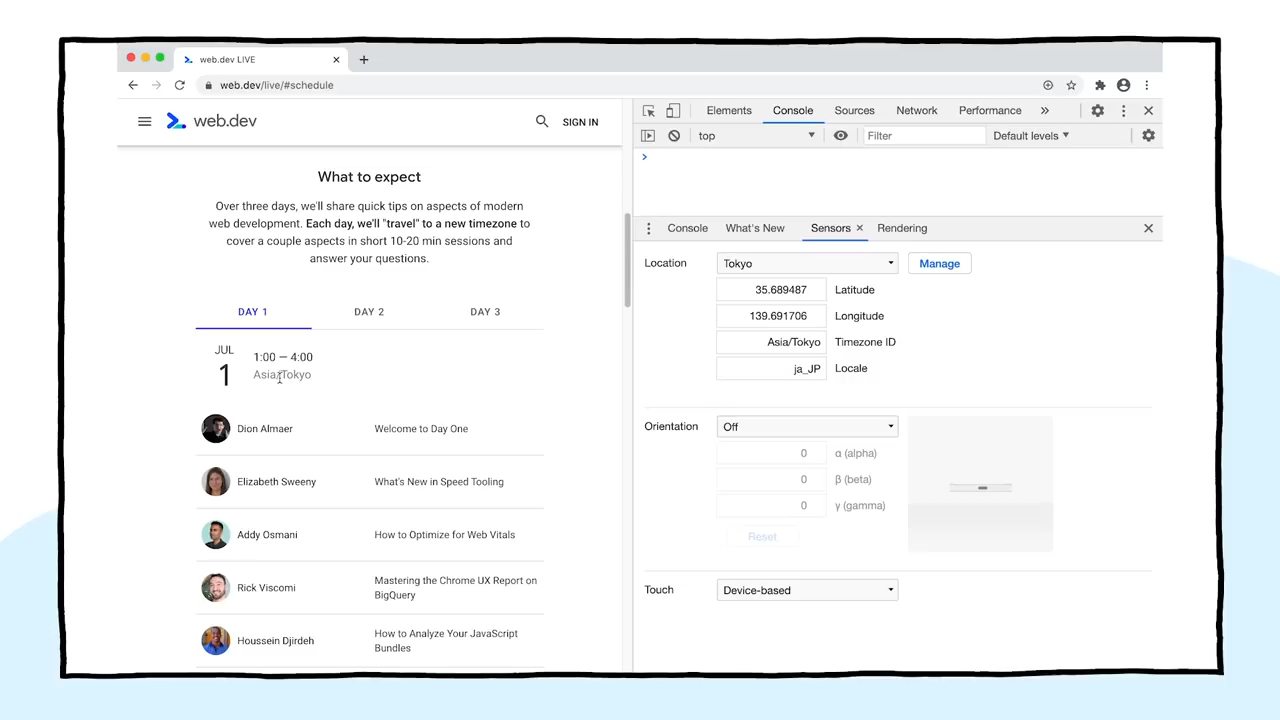 web.dev LIVE
web.dev/live/#schedule
web.dev
SIGN IN
What to expect
Over three days, we'll share quick tips on aspects of modern
web development. Each day, we'll "travel" to a new timezone to
cover a couple aspects in short 10-20 min sessions and
answer your questions.
DAY 1 DAY 2 DAY 3
JUL
1
1:00 — 4:00
Asia/Tokyo
Dion Almaer Welcome to Day One
Elizabeth Sweeny What's New in Speed Tooling
Addy Osmani How to Optimize for Web Vitals
Rick Viscomi Mastering the Chrome UX Report on
BigQuery
Houssein Djirdeh How to Analyze Your JavaScript
Bundles
Elements Console Sources Network Performance
top Filter Default levels
Console What's New Sensors Rendering
Location Tokyo Manage
35.689487 Latitude
139.691706 Longitude
Asia/Tokyo Timezone ID
ja_JP Locale
Orientation Off
0 α (alpha)
0 β (beta)
0 γ (gamma)
Reset
Touch Device-based